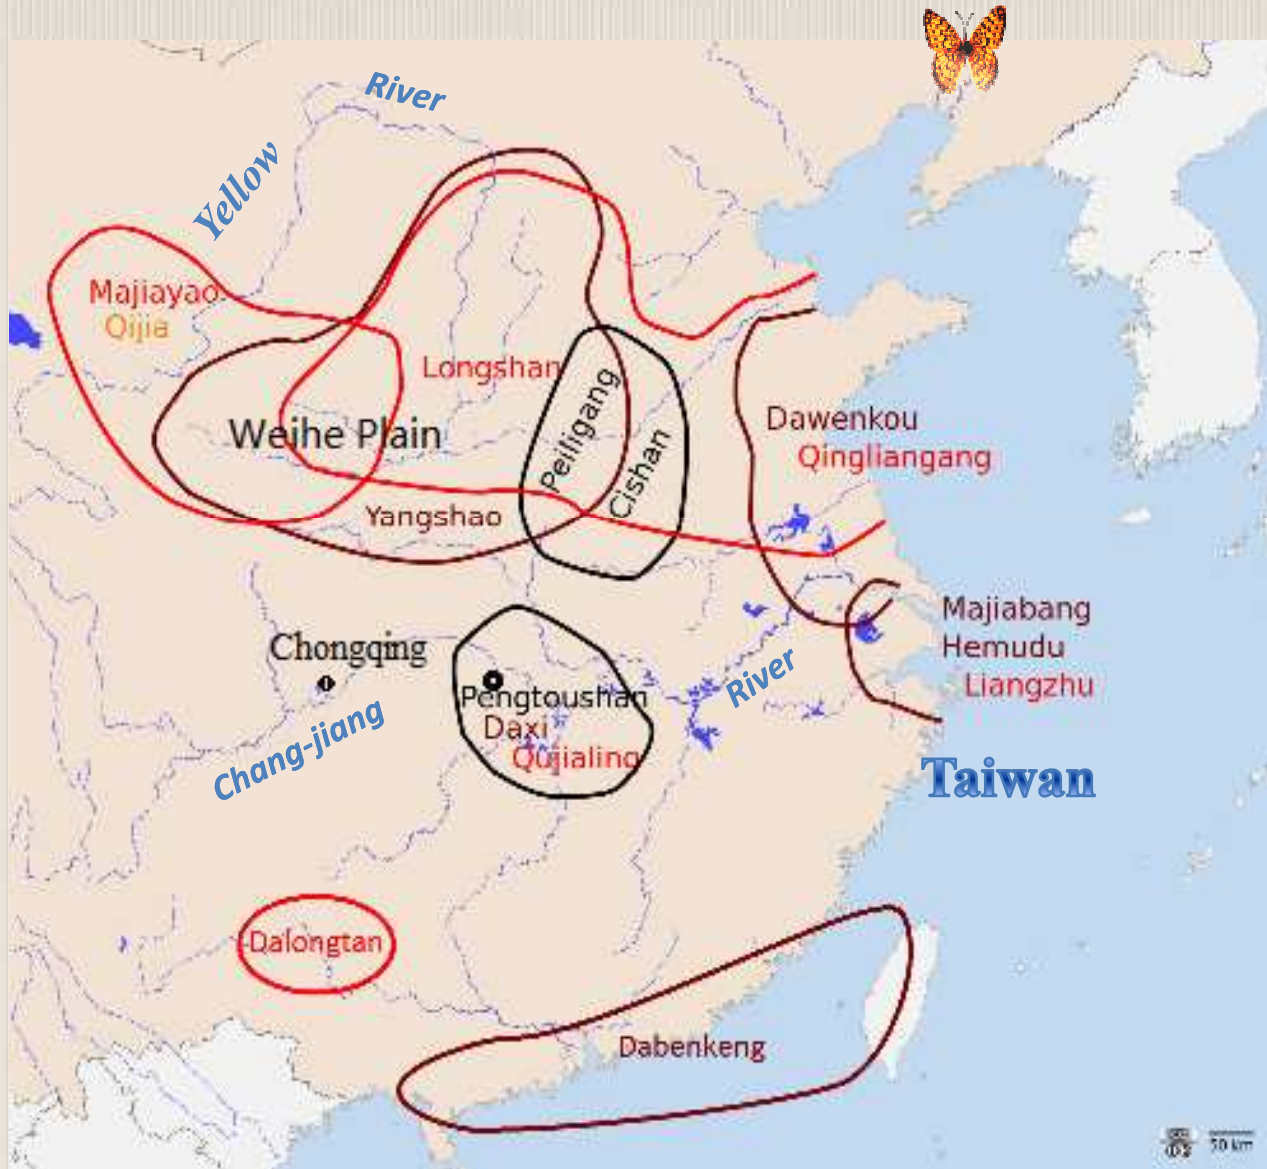 River
Yellow
Majiayao
Qijia
Longshan
Peiligang
Cishan
Weihe Plain
Dawenkou
Qingliangang
Yangshao
Majiabang
Hemudu
Liangzhu
Chongqing
River
Pengtoushan
Daxi
Qujialing
Chang-jiang
Taiwan
Dalongtan
Dabenkeng
50 km